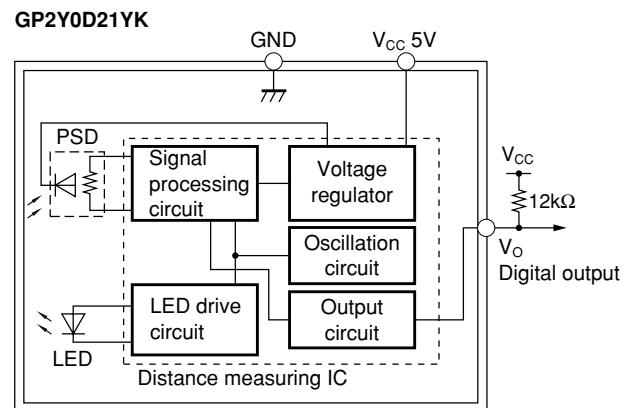 GP2Y0D21YK
GND
VCC 5V
PSD
Signal
processing
circuit
Voltage
regulator
VCC
12kΩ
Oscillation
circuit
VO
Digital output
LED drive
circuit
Output
circuit
LED
Distance measuring IC